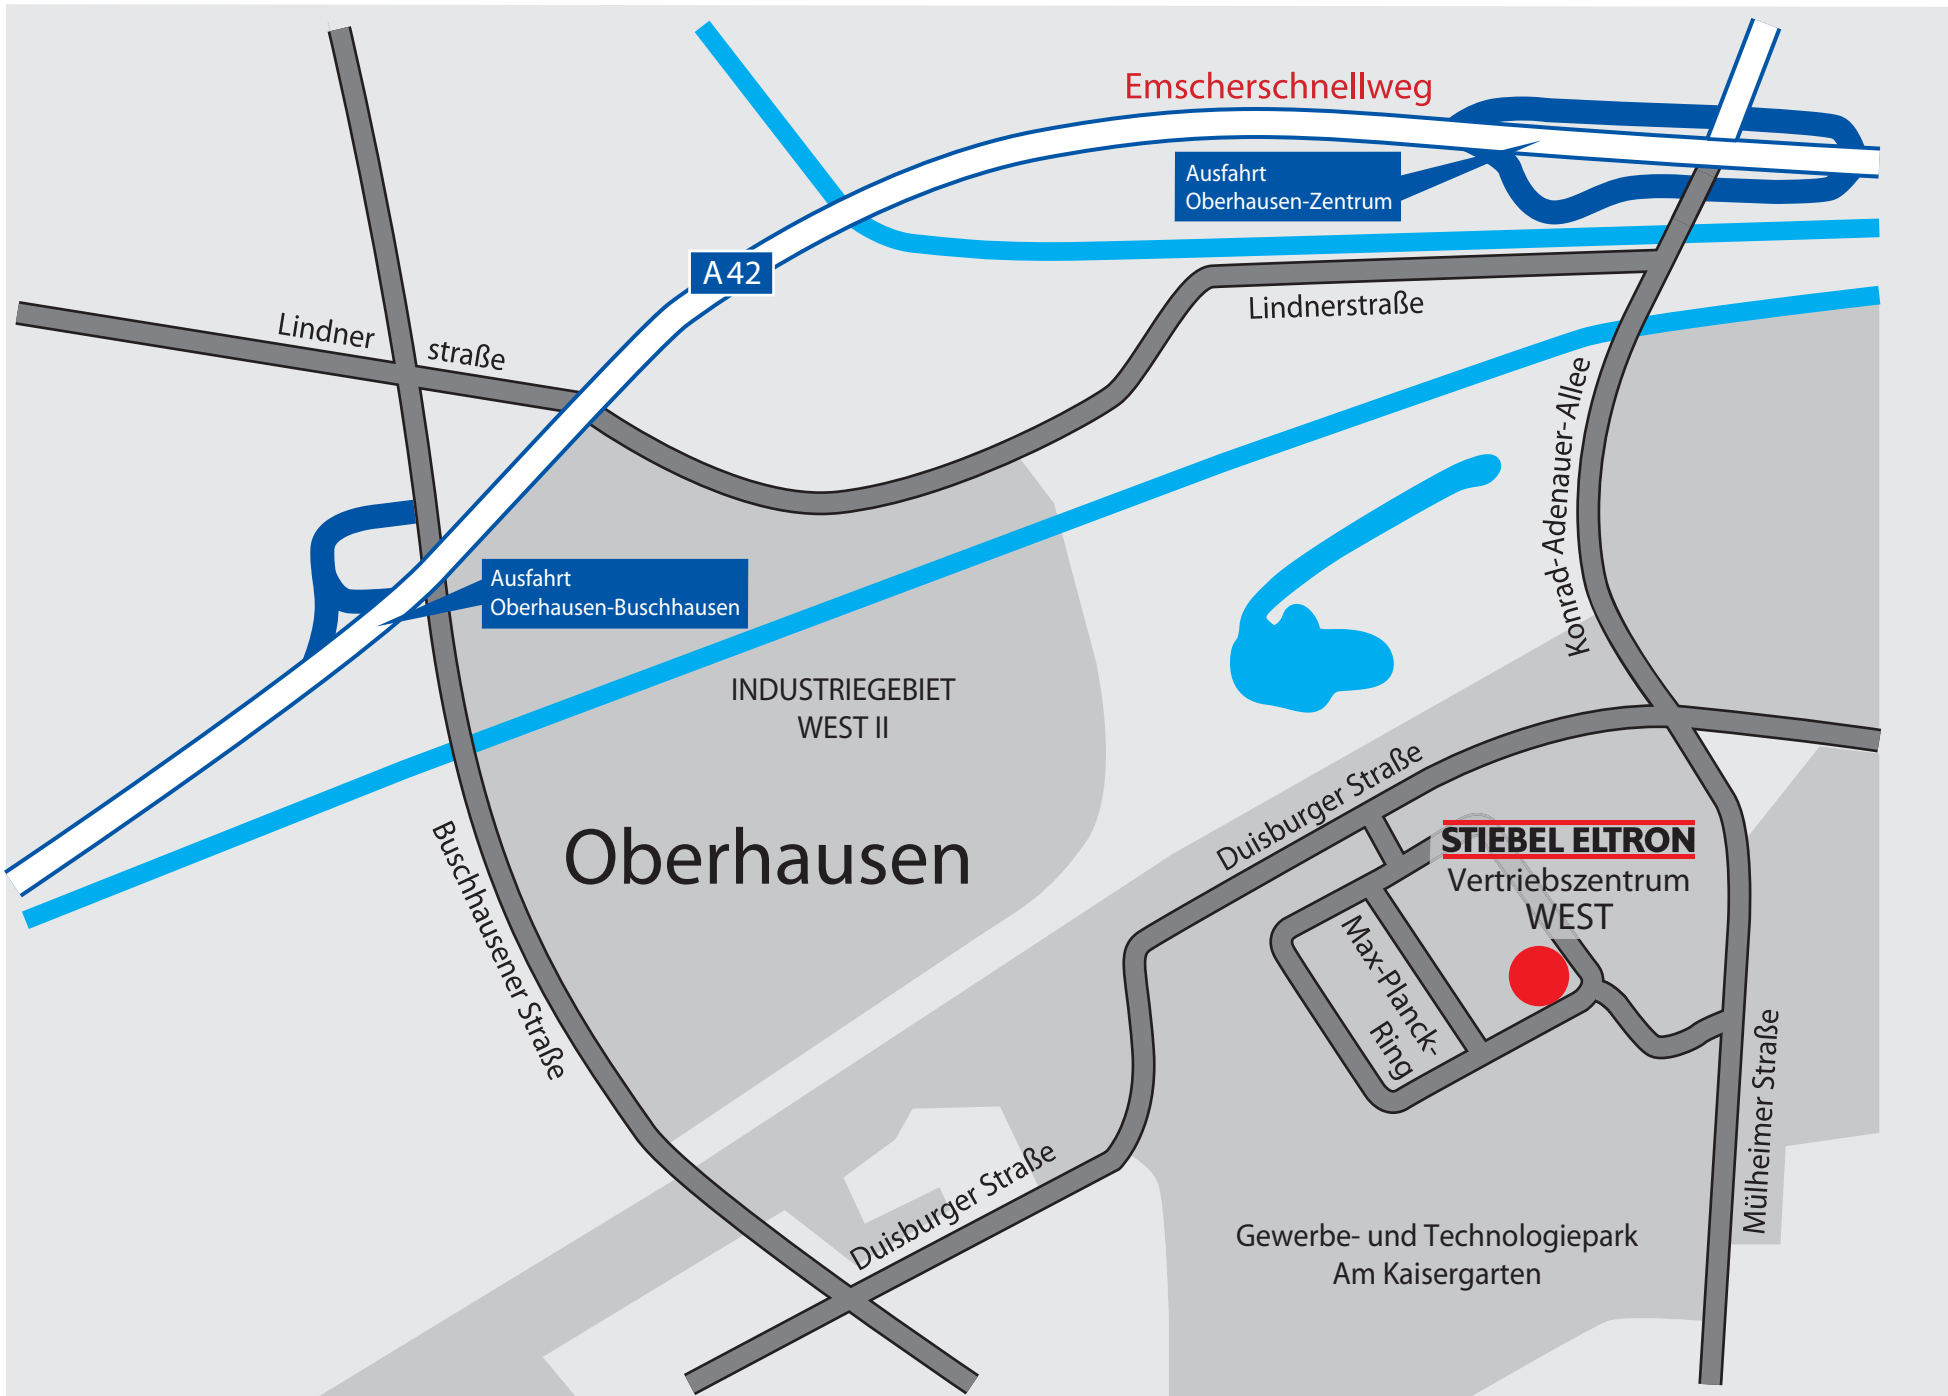 Emscherschnellweg
Ausfahrt
Oberhausen-Zentrum
A 42
Lindnerstraße
Lindner straße
Konrad-Adenauer-Allee
Ausfahrt
Oberhausen-Buschhausen
INDUSTRIEGEBIET
WEST II
Duisburger Straße
Oberhausen
STIEBEL ELTRON
Vertriebszentrum
WEST
Buschhausener Straße
Max-Planck-
Ring
Mülheimer Straße
Duisburger Straße
Gewerbe- und Technologiepark
Am Kaisergarten